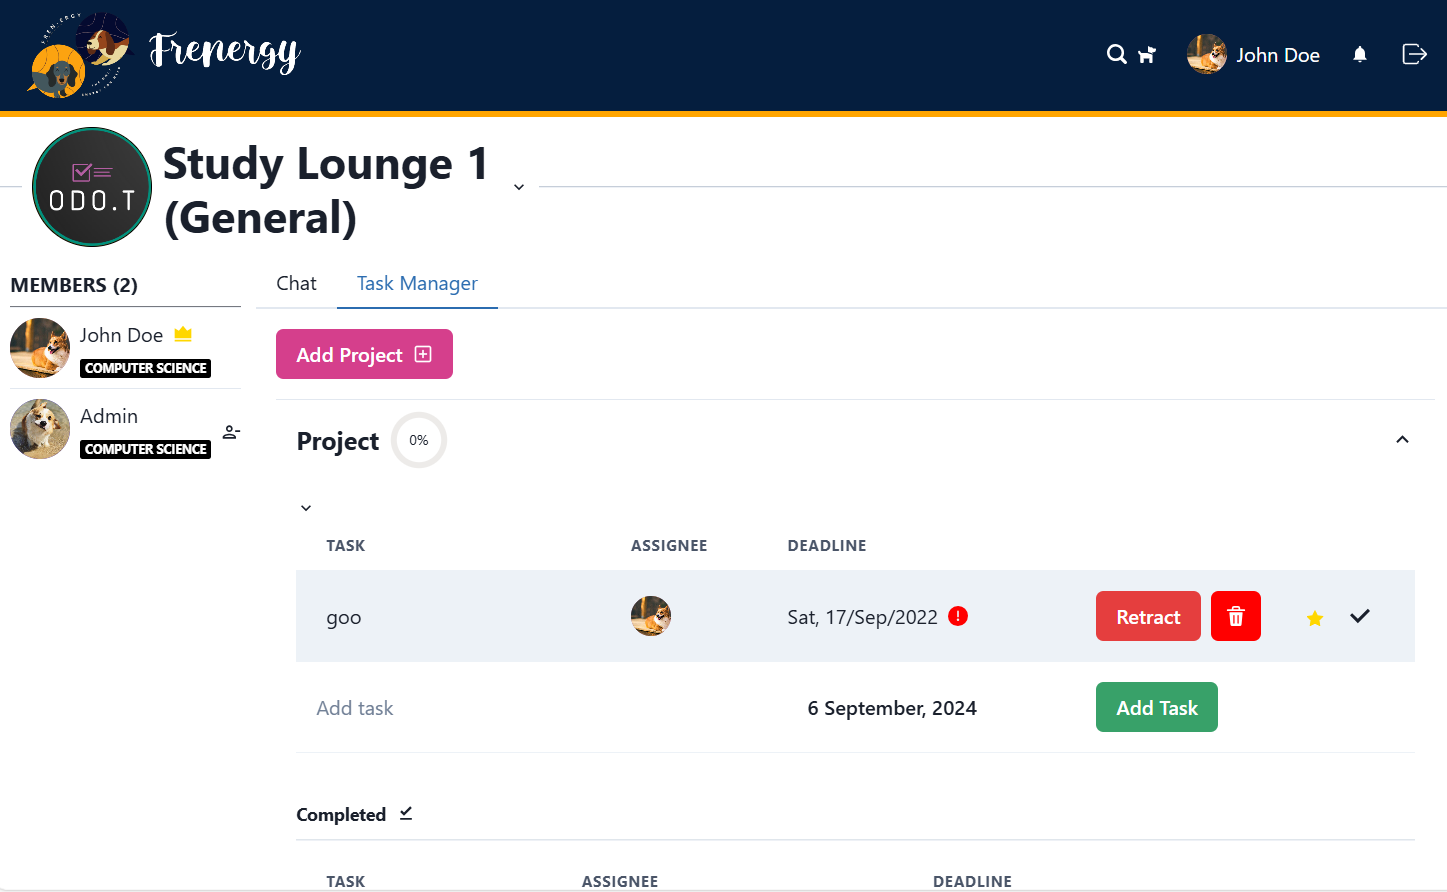 Frenergy
John Doe
ODO.T
Study Lounge 1
(General)
MEMBERS (2)
John Doe
COMPUTER SCIENCE
Admin
COMPUTER SCIENCE
Chat
Task Manager
Add Project
Project
0%
TASK
ASSIGNEE
DEADLINE
goo
Sat, 17/Sep/2022
Retract
Add task
6 September, 2024
Add Task
Completed
TASK
ASSIGNEE
DEADLINE